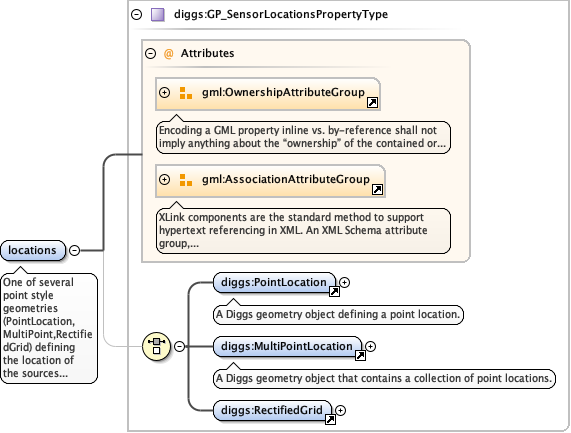 diggs:GP_SensorLocationsPropertyType
@ Attributes
gml:OwnershipAttributeGroup
Encoding a GML property inline vs. by-reference shall not
imply anything about the “ownership” of the contained or...
gml:AssociationAttributeGroup
XLink components are the standard method to support
hypertext referencing in XML. An XML Schema attribute
group,...
locations
One of several
point style
geometries
(PointLocation,
MultiPoint,Rectifie
dGrid) defining
the location of
the sources...
diggs:PointLocation
A Diggs geometry object defining a point location.
diggs:MultiPointLocation
A Diggs geometry object that contains a collection of point locations.
diggs:RectifiedGrid